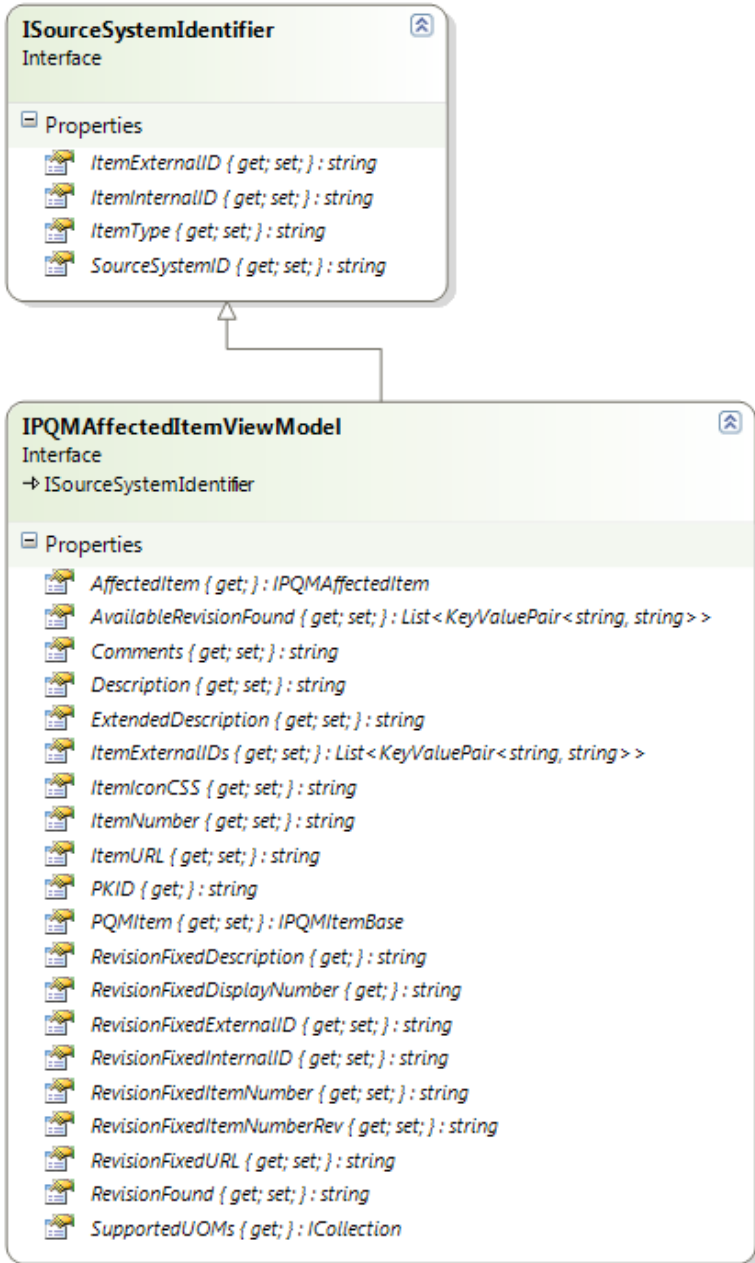 ISourceSystemIdentifier
Interface
Properties
ItemExternalID { get; set; } : string
ItemInternalID { get; set; } : string
ItemType { get; set; } : string
SourceSystemID { get; set; } : string
IPQMAffectedItemViewModel
Interface
ISourceSystemIdentifier
Properties
AffectedItem { get; } : IPQMAffectedItem
AvailableRevisionFound { get; set; } : List<KeyValuePair<string, string>>
Comments { get; set; } : string
Description { get; set; } : string
ExtendedDescription { get; set; } : string
ItemExternalIDs { get; set; } : List<KeyValuePair<string, string>>
ItemIconCSS { get; set; } : string
ItemNumber { get; set; } : string
ItemURL { get; set; } : string
PKID { get; } : string
PQMItem { get; set; } : IPQMItemBase
RevisionFixedDescription { get; } : string
RevisionFixedDisplayNumber { get; } : string
RevisionFixedExternalID { get; set; } : string
RevisionFixedInternalID { get; set; } : string
RevisionFixedItemNumber { get; set; } : string
RevisionFixedItemNumberRev { get; set; } : string
RevisionFixedURL { get; set; } : string
RevisionFound { get; set; } : string
SupportedUOMs { get; } : ICollection